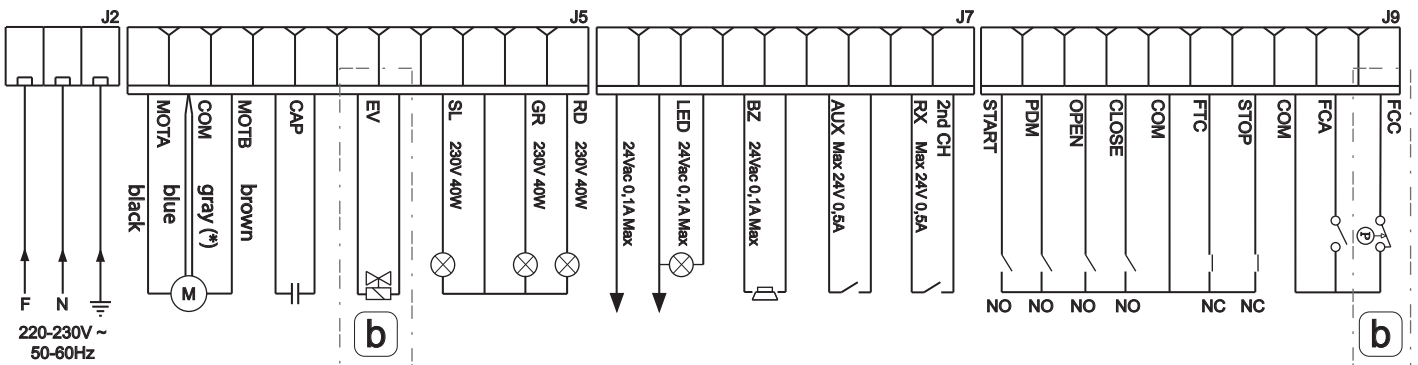 J2
J5
J7
J9
MOTA
COM
MOTB
CAP
EV
SL
GR
RD
black
blue
gray (*)
brown
230V 40W
230V 40W
230V 40W
24Vac 0,1A Max
LED 24Vac 0,1A Max
BZ 24Vac 0,1A Max
AUX Max 24V 0,5A
2nd CH
RX Max 24V 0,5A
START
PDM
OPEN
CLOSE
COM
FTC
STOP
COM
FCA
FCC
P
M
F N
NO NO NO NO NC NC
220-230V ~
50-60Hz
b
b